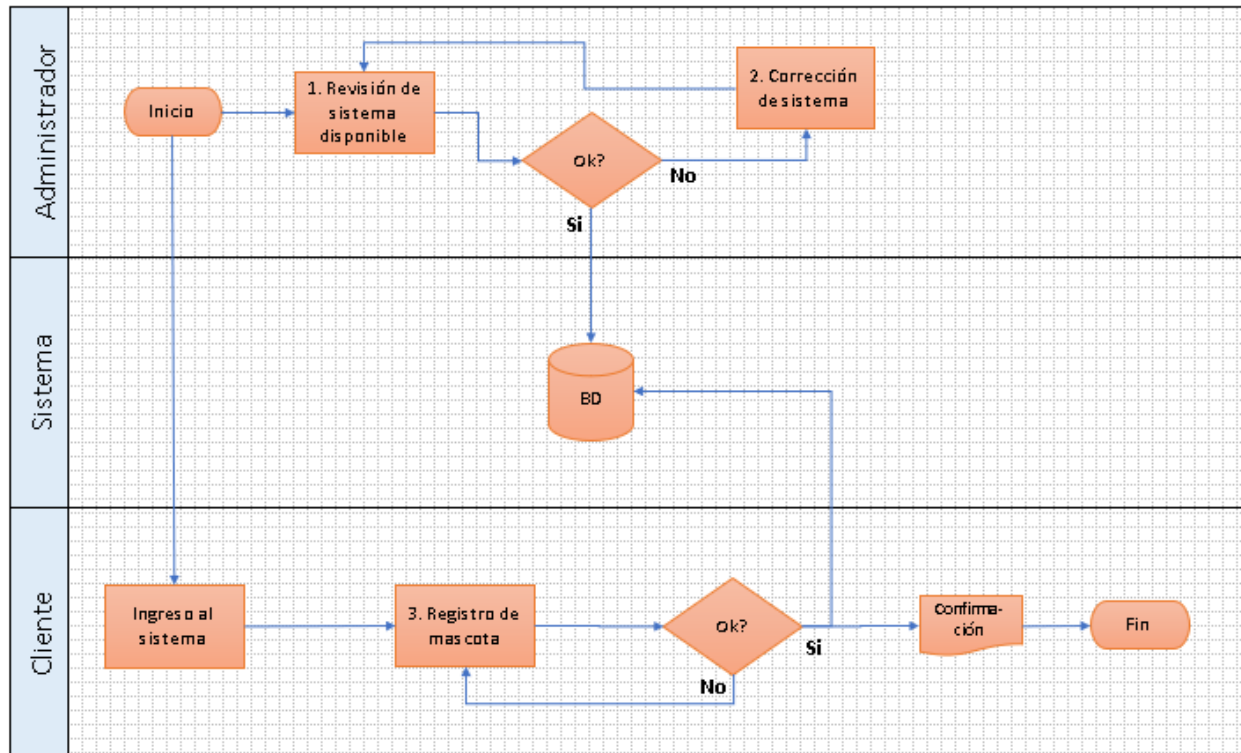 Administrador
Inicio
1. Revisión de
sistema
disponible
Ok?
No
Si
2. Corrección
de sistema
Sistema
BD
Cliente
Ingreso al
sistema
3. Registro de
mascota
Ok?
No
Si
Confirma-
ción
Fin